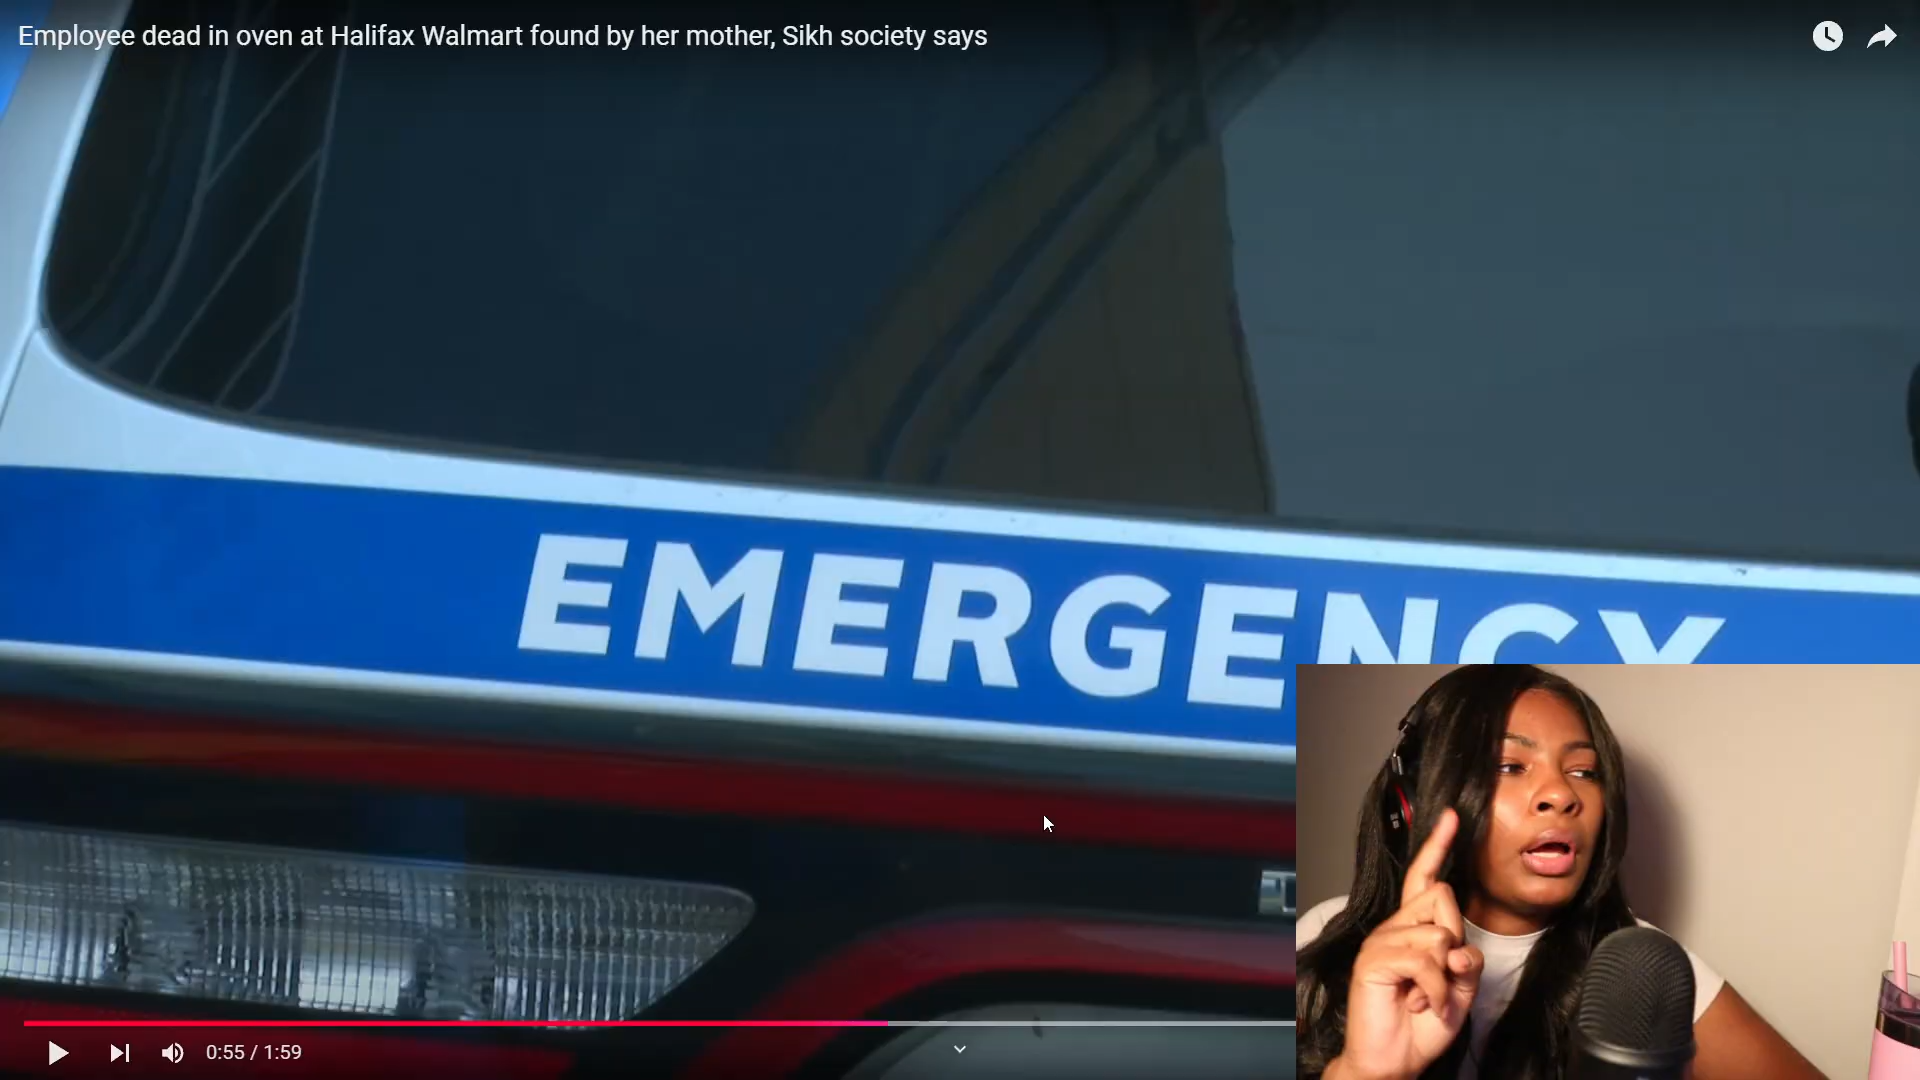 Employee dead in oven at Halifax Walmart found by her mother, Sikh society says
EMERGENCY
0:55 / 1:59